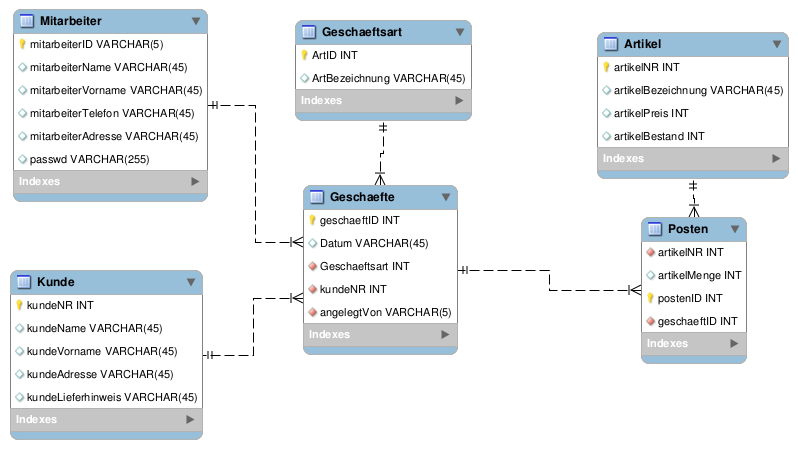 Mitarbeiter
mitarbeiterID VARCHAR(5)
mitarbeiterName VARCHAR(45)
mitarbeiterVorname VARCHAR(45)
mitarbeiterTelefon VARCHAR(45)
mitarbeiterAdresse VARCHAR(45)
passwd VARCHAR(255)
Indexes
Geschaeftsart
ArtID INT
ArtBezeichnung VARCHAR(45)
Indexes
Artikel
artikelNR INT
artikelBezeichnung VARCHAR(45)
artikelPreis INT
artikelBestand INT
Indexes
Geschaefte
geschaeftID INT
Datum VARCHAR(45)
Geschaeftsart INT
kundeNR INT
angelegtVon VARCHAR(5)
Indexes
Posten
artikelNR INT
artikelMenge INT
postenID INT
geschaeftID INT
Indexes
Kunde
kundeNR INT
kundeName VARCHAR(45)
kundeVorname VARCHAR(45)
kundeAdresse VARCHAR(45)
kundeLieferhinweis VARCHAR(45)
Indexes